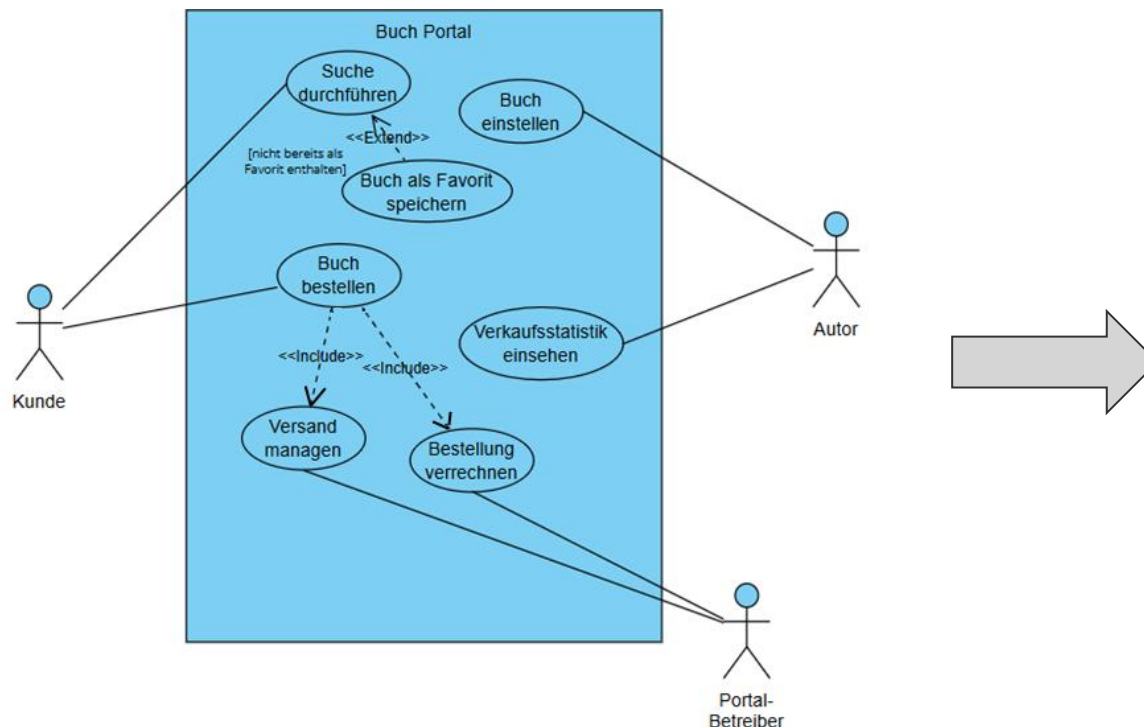 Buch Portal
Suche
durchführen
Buch
einstellen
<<Extend>>
[nicht bereits als
Favorit enthalten]
Buch als Favorit
speichern
Buch
bestellen
Autor
Verkaufsstatistik
einsehen
<<Include>>
<<Include>>
Kunde
Versand
managen
Bestellung
verrechnen
Portal-
Betreiber